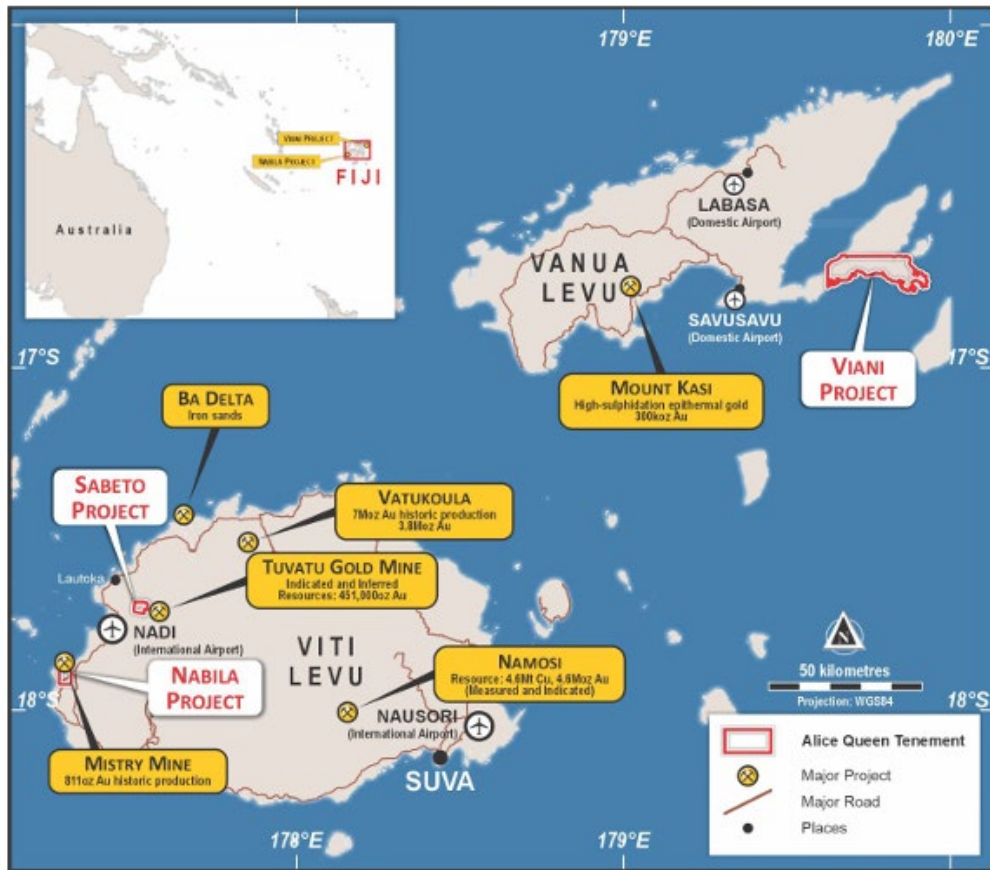 179°E
180°E
VIANI PROJECT
NABILA PROJECT
FIJI
Australia
LABASA
(Domestic Airport)
VANUA
LEVU
SAVUSAVU
(Domestic Airport)
17°S
17°S
VIANI
PROJECT
MOUNT KASI
High-sulphidation epithermal gold
300koz Au
BA DELTA
Iron sands
SABETO
PROJECT
VATUKOULA
7Moz Au historic production
3.8Moz Au
Lautoka
TUVATU GOLD MINE
Indicated and Inferred
Resources: 451,000oz Au
NADI
(International Airport)
VITI
LEVU
NABILA
PROJECT
NAMOSI
Resource: 4.6Mt Cu, 4.6Moz Au
(Measured and Indicated)
N
50 kilometres
Projection: WGS84
18°S
18°S
NAUSORI
(International Airport)
MISTRY MINE
811oz Au historic production
SUVA
Alice Queen Tenement
Major Project
Major Road
Places
178°E
179°E